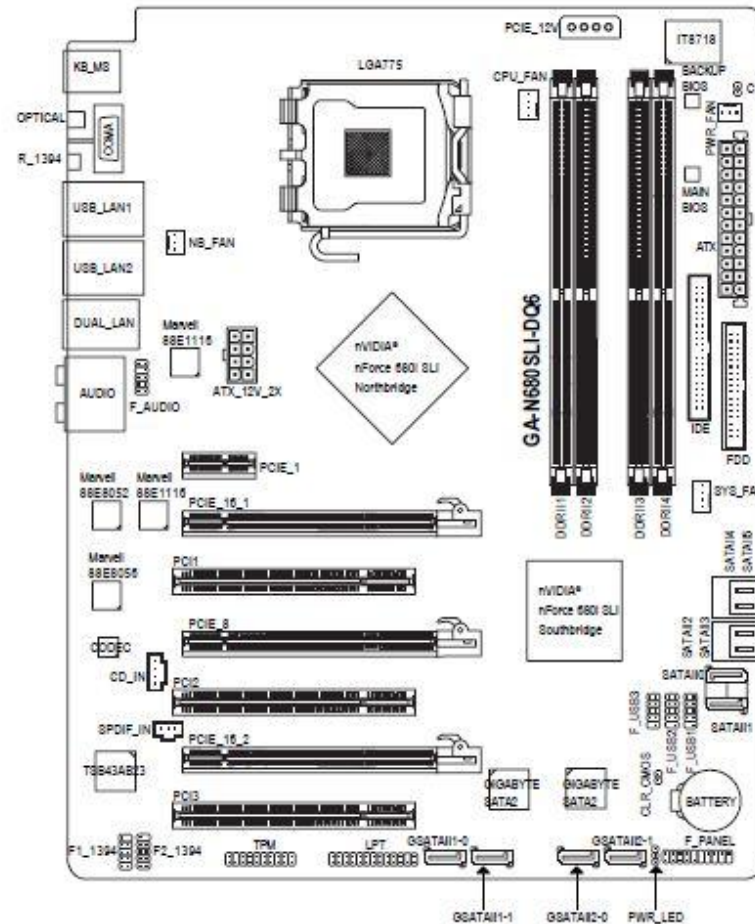 PCIE_12V
IT8718
KB_MS
LGA775
CPU_FAN
BACKUP
BIOS
PWR_FAN
OPTICAL
COMA
R_1394
MAIN
BIOS
USB_LAN1
NB_FAN
ATX
USB_LAN2
DUAL_LAN
Marvell
88E1116
nVIDIA®
nForce 680i SLI
Northbridge
GA-N680SLI-DQ6
AUDIO
F_AUDIO
ATX_12V_2X
IDE
FDD
PCIE_1
Marvell
88E8052
Marvell
88E1116
PCIE_16_1
SYS_FA
DDRII1
DDRII2
DDRII3
DDRII4
PCI1
Marvell
88E8056
nVIDIA®
nForce 680i SLI
Southbridge
SATAII4
SATAII5
PCIE_8
SATAII2
SATAII3
CODEC
CD_IN
PCI2
SATAII0
SATAII1
F_USB3
F_USB2
F_USB1
SPDIF_IN
PCIE_16_2
TSB43AB23
GIGABYTE
SATA2
GIGABYTE
SATA2
CLR_CMOS
BATTERY
PCI3
F1_1394
F2_1394
TPM
LPT
GSATAII1-0
GSATAII2-1
F_PANEL
GSATAII1-1
GSATAII2-0
PWR_LED